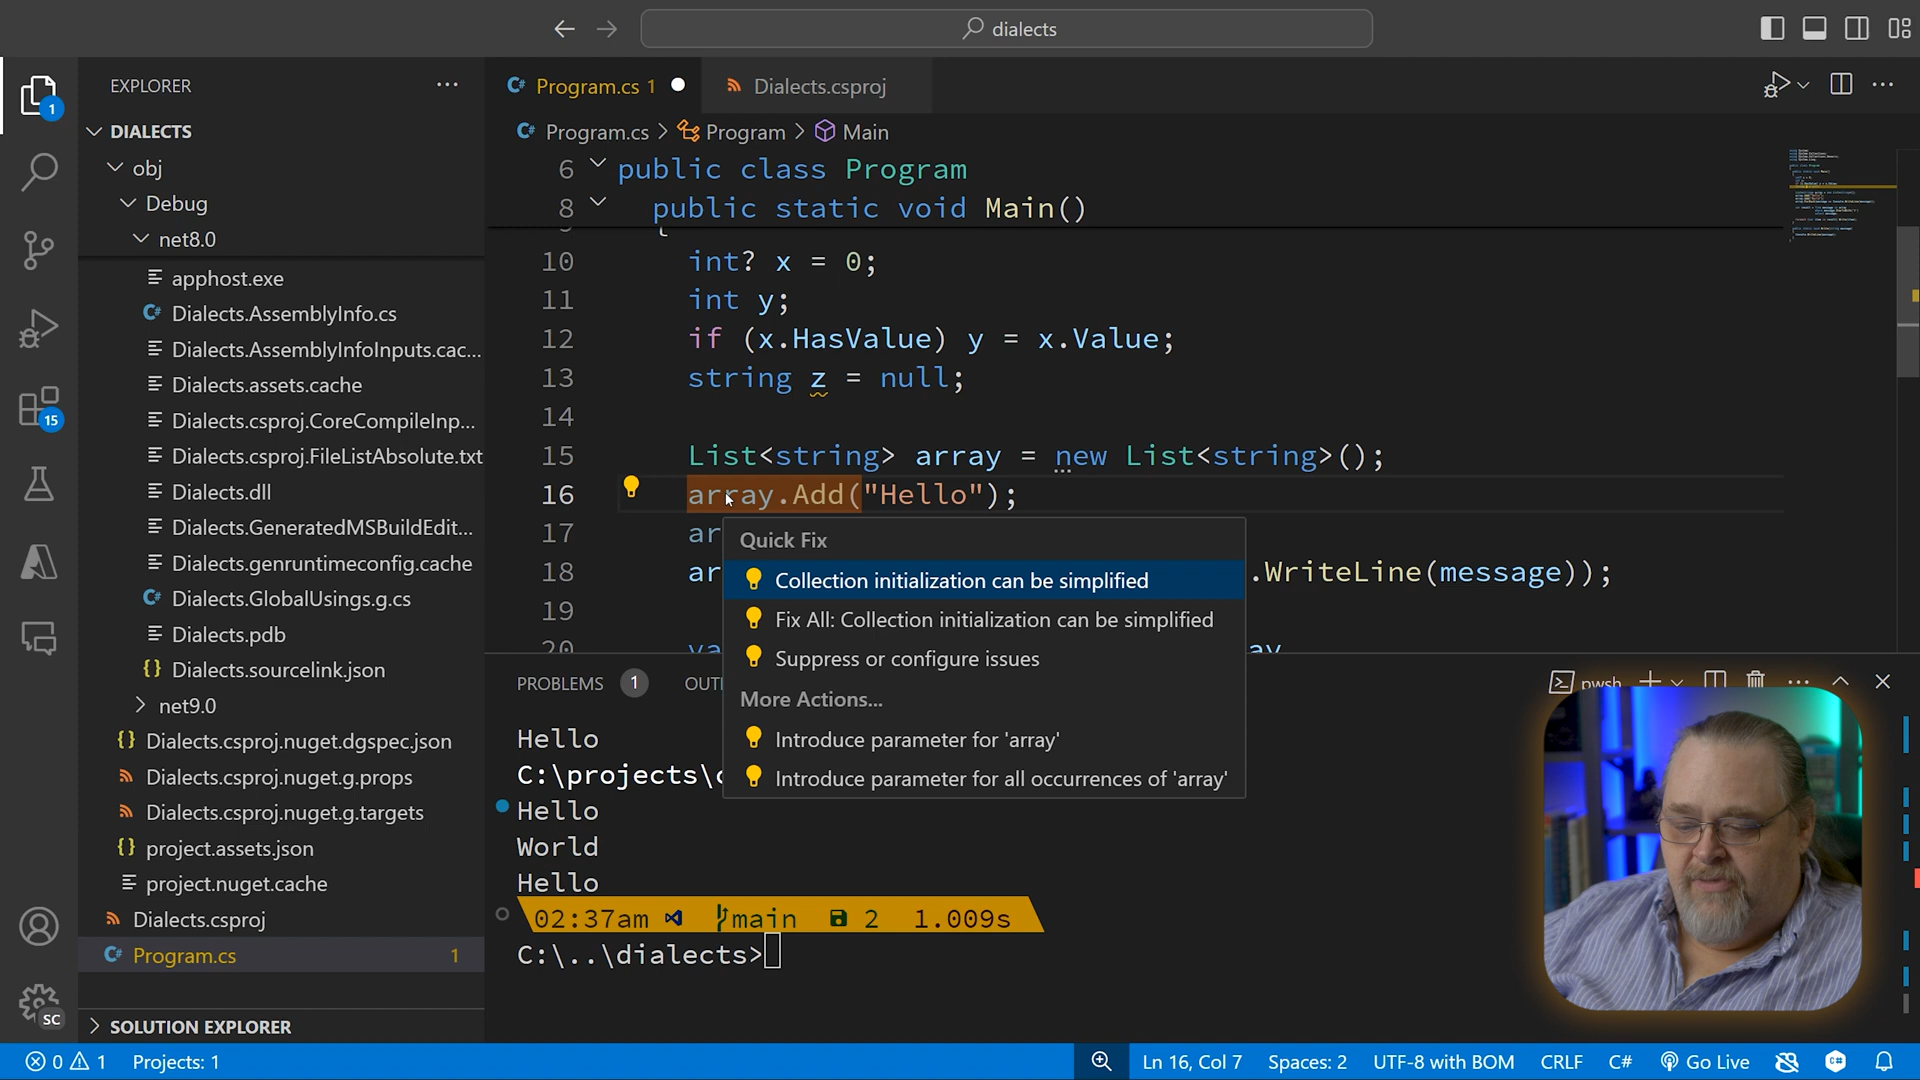 dialects
EXPLORER
DIALECTS
obj
Debug
net8.0
apphost.exe
Dialects.AssemblyInfo.cs
Dialects.AssemblyInfoInputs.cac...
Dialects.assets.cache
Dialects.csproj.CoreCompileInp...
Dialects.csproj.FileListAbsolute.txt
Dialects.dll
Dialects.GeneratedMSBuildEdit...
Dialects.genruntimeconfig.cache
Dialects.GlobalUsings.g.cs
Dialects.pdb
Dialects.sourcelink.json
net9.0
Dialects.csproj.nuget.dgspec.json
Dialects.csproj.nuget.g.props
Dialects.csproj.nuget.g.targets
project.assets.json
project.nuget.cache
Dialects.csproj
Program.cs 1
SOLUTION EXPLORER
1
15
SC
Program.cs 1
Dialects.csproj
Program.cs > Program > Main
6 public class Program
8 public static void Main()
10 int? x = 0;
11 int y;
12 if (x.HasValue) y = x.Value;
13 string z = null;
14
15 List<string> array = new List<string>();
16 array.Add("Hello");
17 ar
18 ar .WriteLine(message));
19
20 va ay
Quick Fix
Collection initialization can be simplified
Fix All: Collection initialization can be simplified
Suppress or configure issues
More Actions...
Introduce parameter for 'array'
Introduce parameter for all occurrences of 'array'
PROBLEMS 1 OUT
pwsh
Hello
C:\projects\
Hello
World
Hello
02:37am main 2 1.009s
C:\..\dialects>
0 1 Projects: 1
Ln 16, Col 7 Spaces: 2 UTF-8 with BOM CRLF C# Go Live